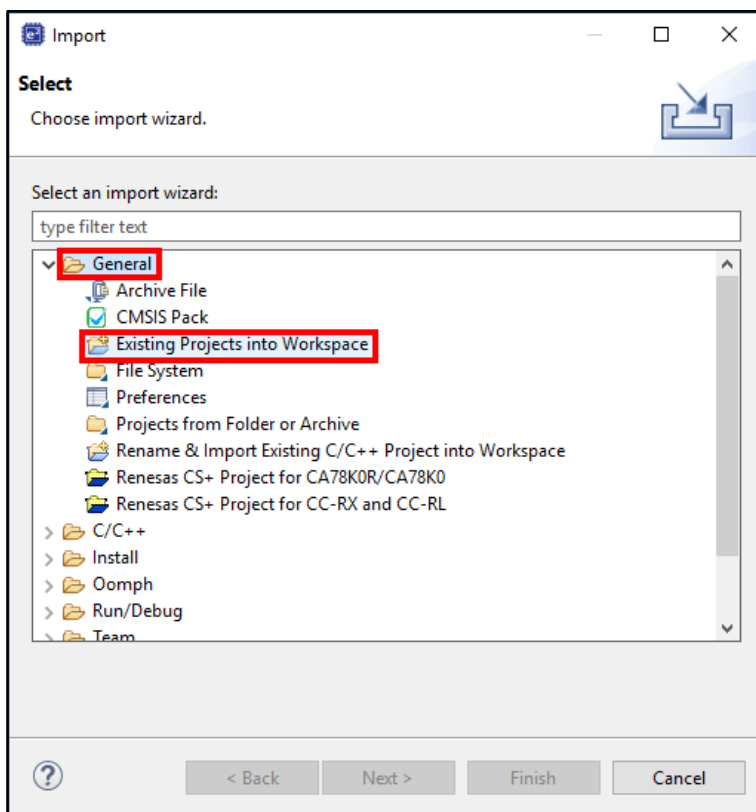 Import
Select
Choose import wizard.
Select an import wizard:
type filter text
General
Archive File
CMSIS Pack
Existing Projects into Workspace
File System
Preferences
Projects from Folder or Archive
Rename & Import Existing C/C++ Project into Workspace
Renesas CS+ Project for CA78K0R/CA78K0
Renesas CS+ Project for CC-RX and CC-RL
C/C++
Install
Oomph
Run/Debug
Team
< Back Next > Finish Cancel